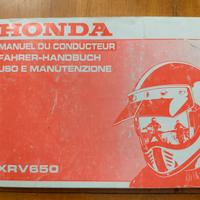 HONDA
MANUEL DU CONDUCTEUR
FAHRER-HANDBUCH
USO E MANUTENZIONE
XRV650